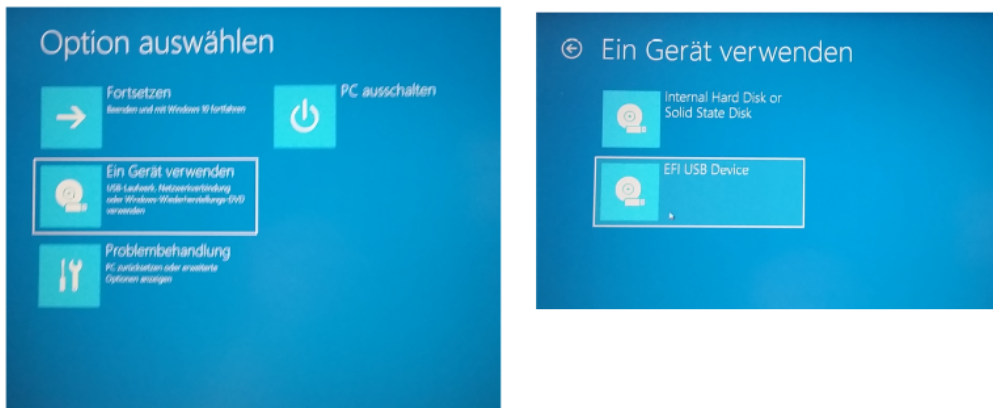 Option auswählen
Fortsetzen
Beenden und mit Windows 10 fortfahren
PC ausschalten
Ein Gerät verwenden
USB-Laufwerk, Netzwerkverbindung
oder Windows-Wiederherstellungs-DVD
verwenden
Problembehandlung
PC zurücksetzen oder erweiterte
Optionen anzeigen
Ein Gerät verwenden
Internal Hard Disk or
Solid State Disk
EFI USB Device